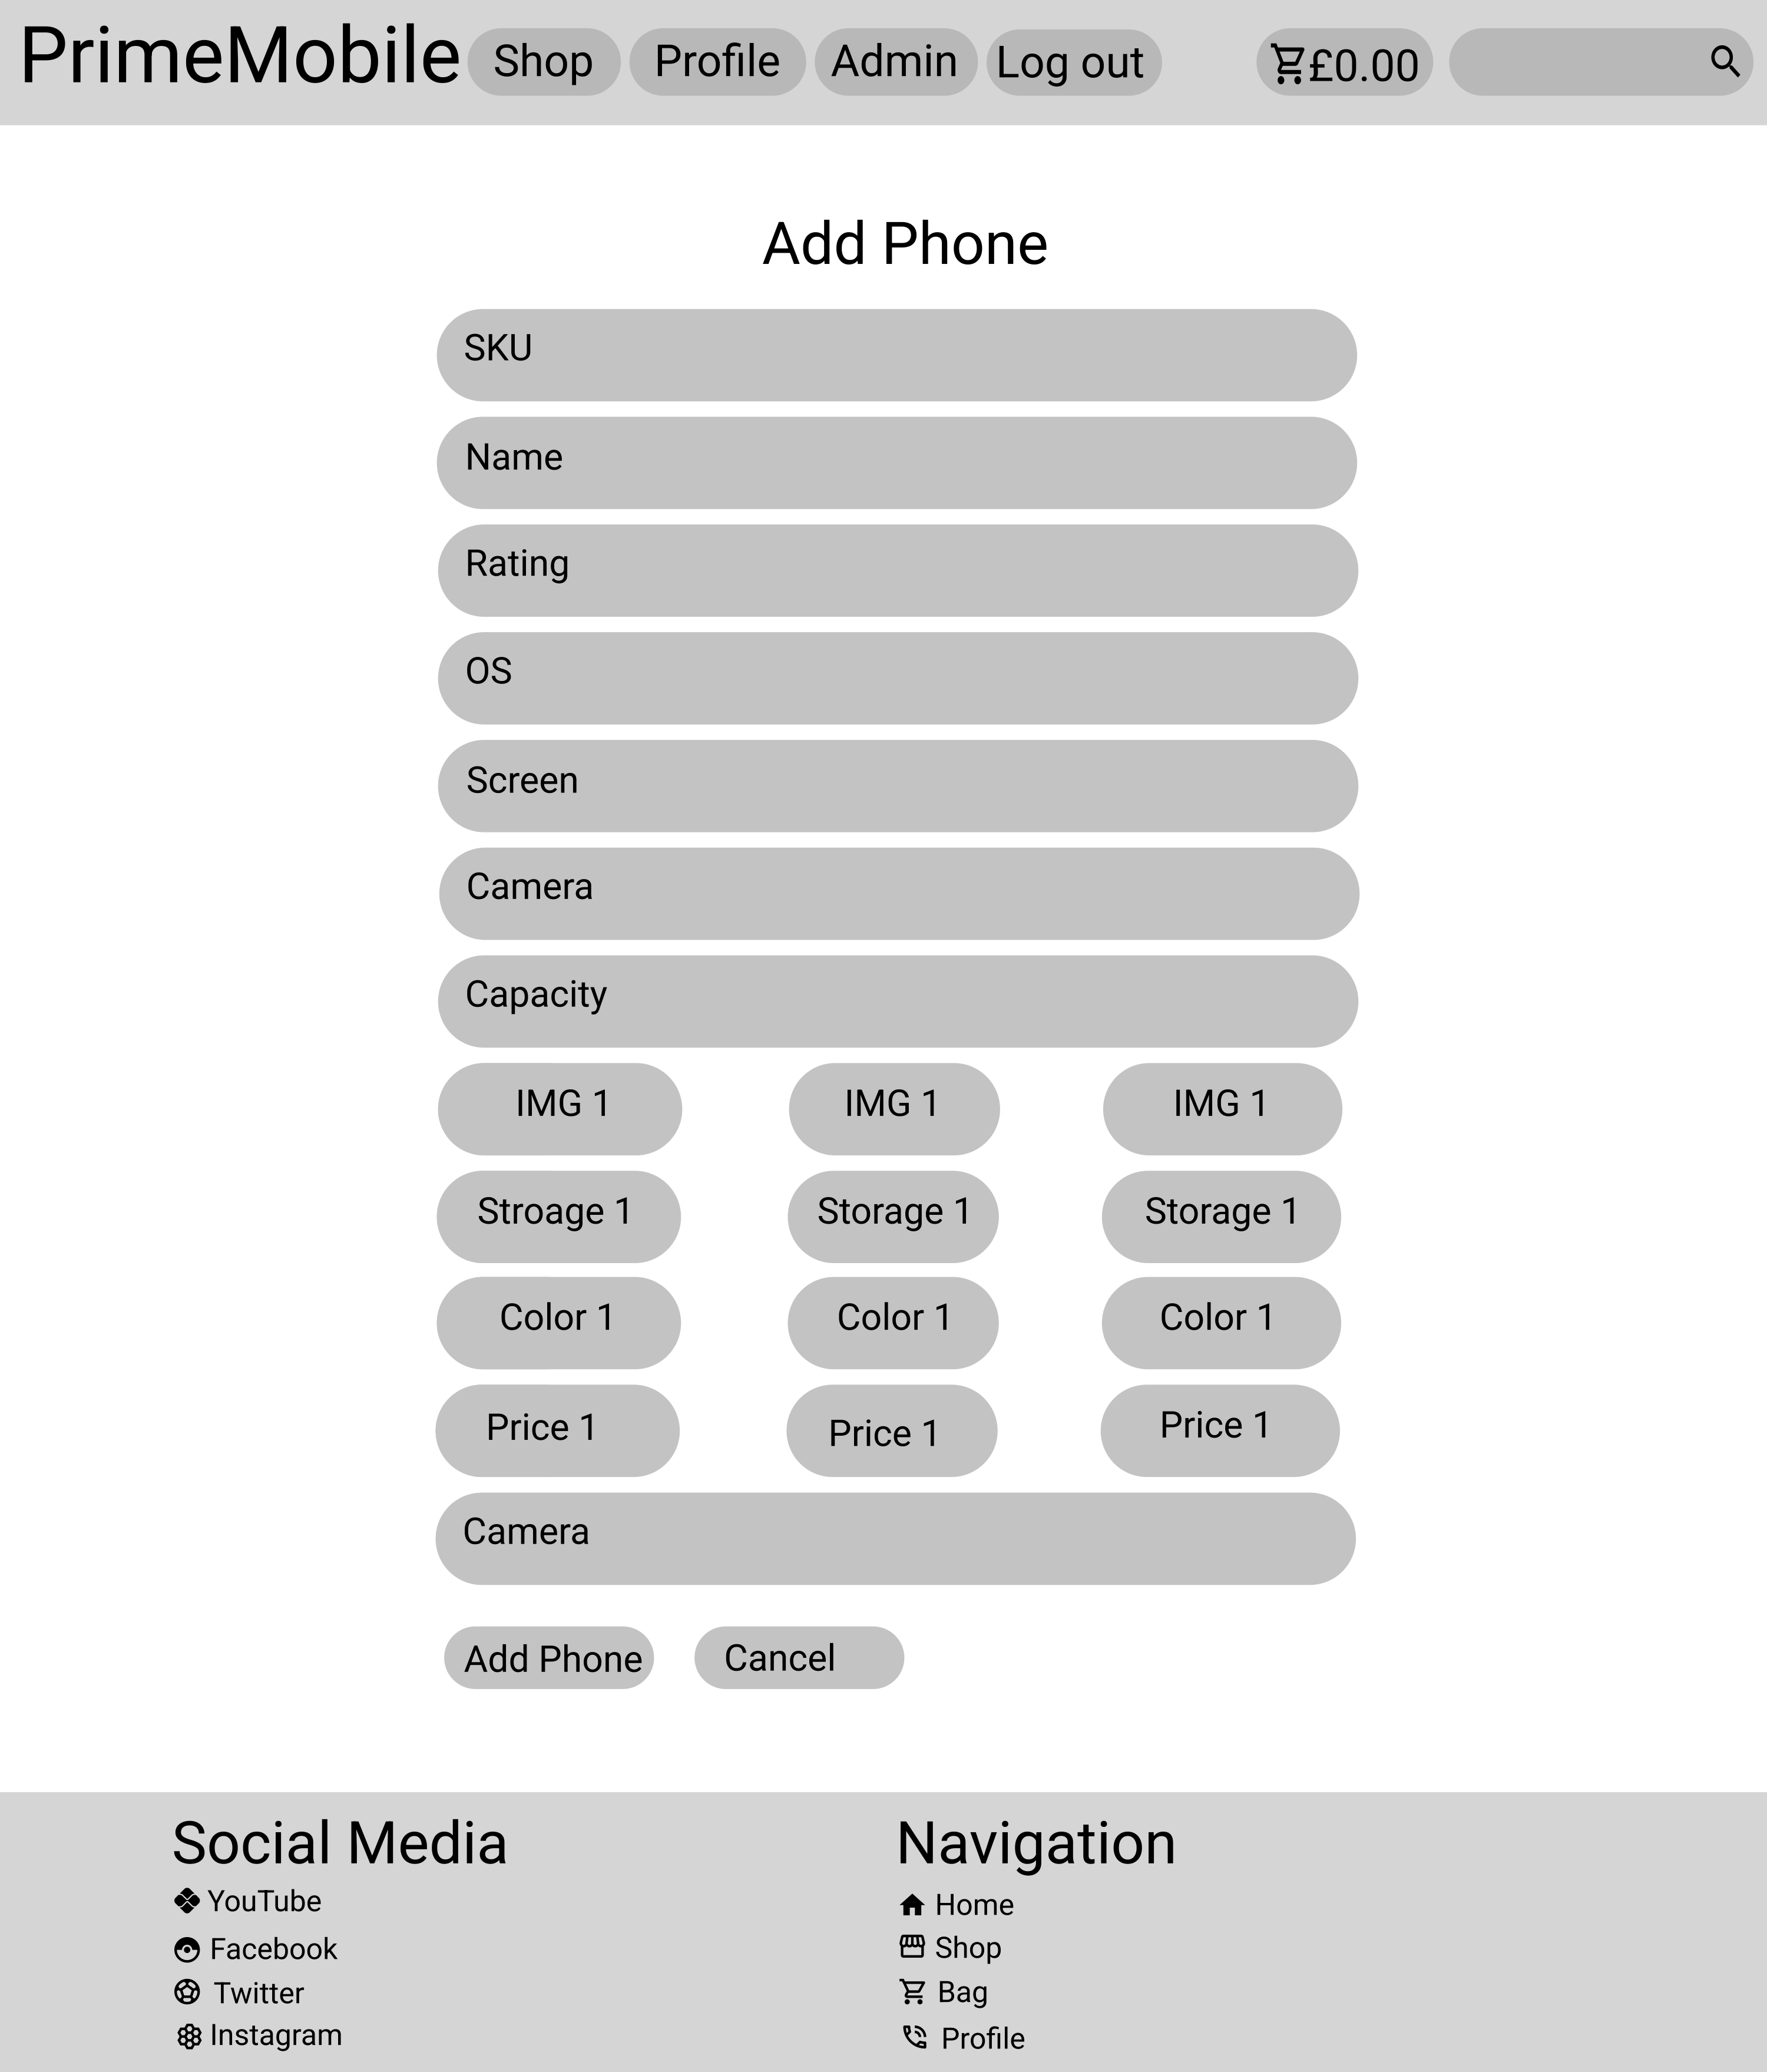 PrimeMobile Shop Profile Admin Log out £0.00
Add Phone
SKU
Name
Rating
OS
Screen
Camera
Capacity
IMG 1 IMG 1 IMG 1
Stroage 1 Storage 1 Storage 1
Color 1 Color 1 Color 1
Price 1 Price 1 Price 1
Camera
Add Phone Cancel
Social Media
YouTube
Facebook
Twitter
Instagram
Navigation
Home
Shop
Bag
Profile